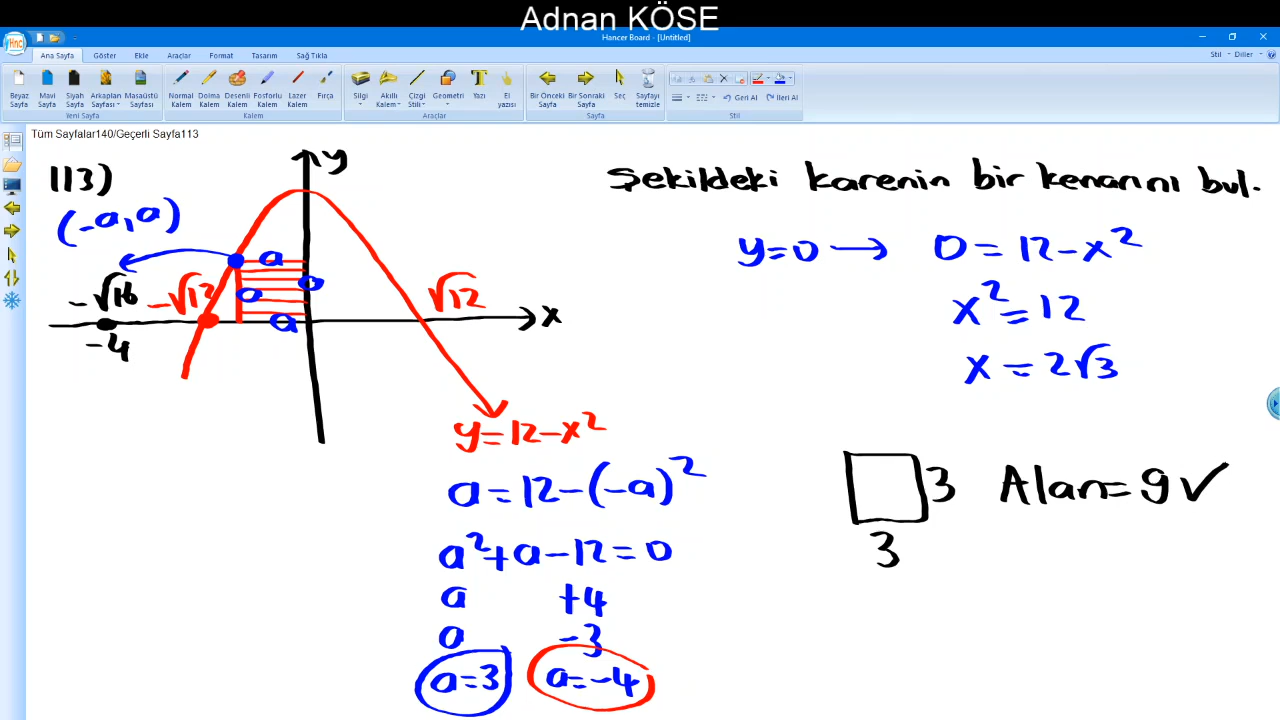 Adnan KÖSE
Hancer Board - [Untitled]
Hnc
Ana Sayfa Göster Ekle Araçlar Format Tasarım Sağ Tıkla Stil Diller
Beyaz Sayfa Mavi Sayfa Siyah Sayfa Arkaplan Sayfası Masaüstü Sayfası Normal Kalem Dolma Kalem Desenli Kalem Fosforlu Kalem Lazer Kalem Fırça Silgi Akıllı Kalem Çizgi Stili Geometri Yazı El yazısı Bir Önceki Sayfa Bir Sonraki Sayfa Seç Sayfayı temizle Geri Al İleri Al
Yeni Sayfa Kalem Araçlar Sayfa Stil
Tüm Sayfalar140/Geçerli Sayfa113
113) y Şekildeki karenin bir kenarını bul.
(-a, a)
y=0 → 0 = 12-x²
a
a
a
a
-√16 -√12 √12
x² = 12
x
-4
x = 2√3
y=12-x²
a = 12-(-a)²
3 Alan=9✓
3
a²+a-12=0
a +4
a -3
a=3 a=-4